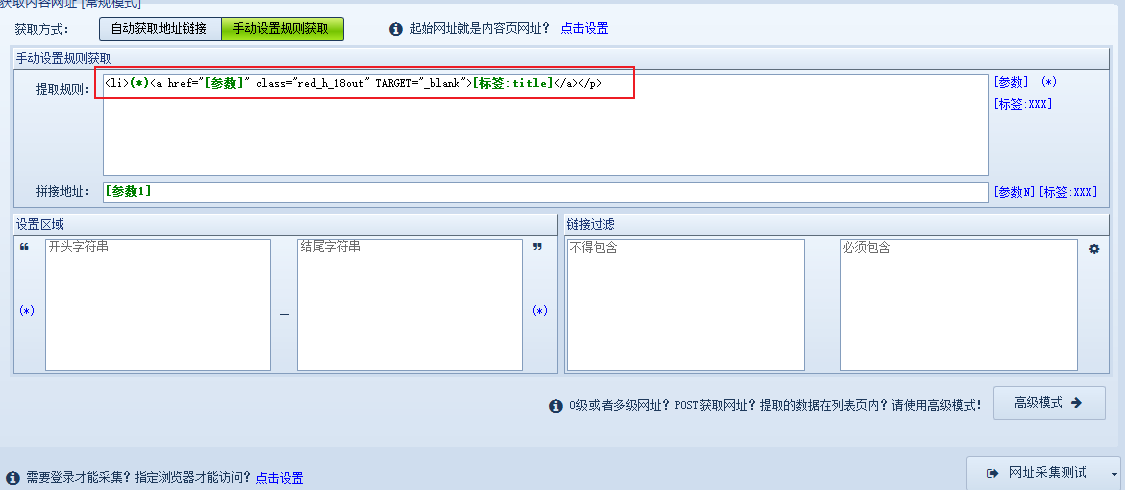 获取内容网址 [常规模式]
获取方式： 自动获取地址链接 手动设置规则获取 起始网址就是内容页网址？ 点击设置
手动设置规则获取
提取规则： <li>(*)<a href="[参数]" class="red_h_18out" TARGET="_blank">[标签:title]</a></p> [参数] (*)
[标签:XXX]
拼接地址： [参数1] [参数N][标签:XXX]
设置区域 链接过滤
开头字符串 结尾字符串 不得包含 必须包含
(*) — (*)
0级或者多级网址？POST获取网址？提取的数据在列表页内？请使用高级模式！ 高级模式
需要登录才能采集？指定浏览器才能访问？点击设置 网址采集测试